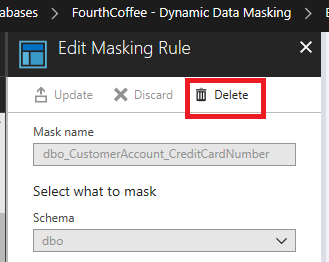 abases > FourthCoffee - Dynamic Data Masking >
Edit Masking Rule
Update Discard Delete
Mask name
dbo_CustomerAccount_CreditCardNumber
Select what to mask
Schema
dbo